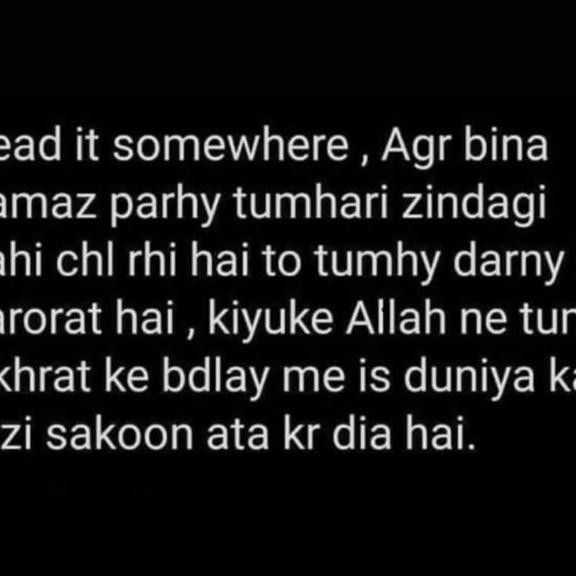 ead it somewhere , Agr bina
amaz parhy tumhari zindagi
ahi chl rhi hai to tumhy darny
arorat hai , kiyuke Allah ne tum
khrat ke bdlay me is duniya ka
zi sakoon ata kr dia hai.